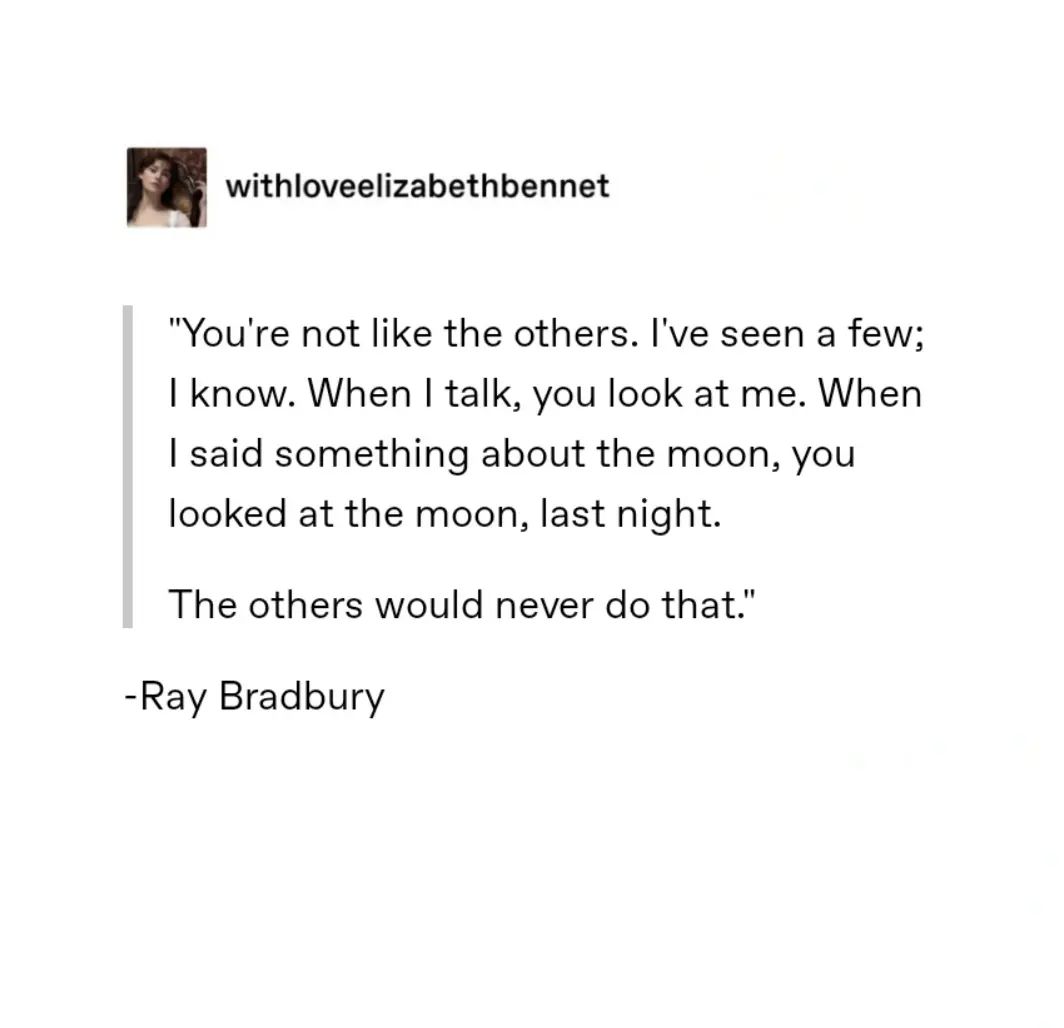 withloveelizabethbennet
"You're not like the others. I've seen a few;
I know. When I talk, you look at me. When
I said something about the moon, you
looked at the moon, last night.
The others would never do that."
-Ray Bradbury